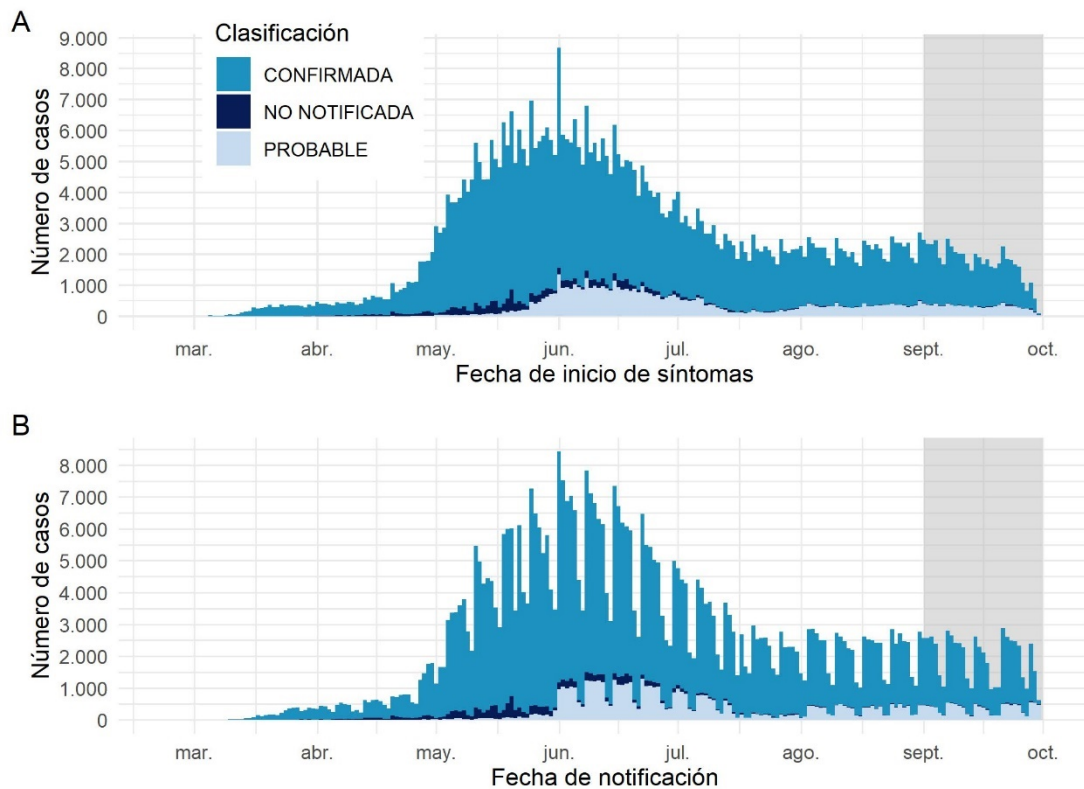 A
Clasificación
CONFIRMADA
NO NOTIFICADA
PROBABLE
Número de casos
9.000
8.000
7.000
6.000
5.000
4.000
3.000
2.000
1.000
0
mar. abr. may. jun. jul. ago. sept. oct.
Fecha de inicio de síntomas
B
Número de casos
8.000
7.000
6.000
5.000
4.000
3.000
2.000
1.000
0
mar. abr. may. jun. jul. ago. sept. oct.
Fecha de notificación